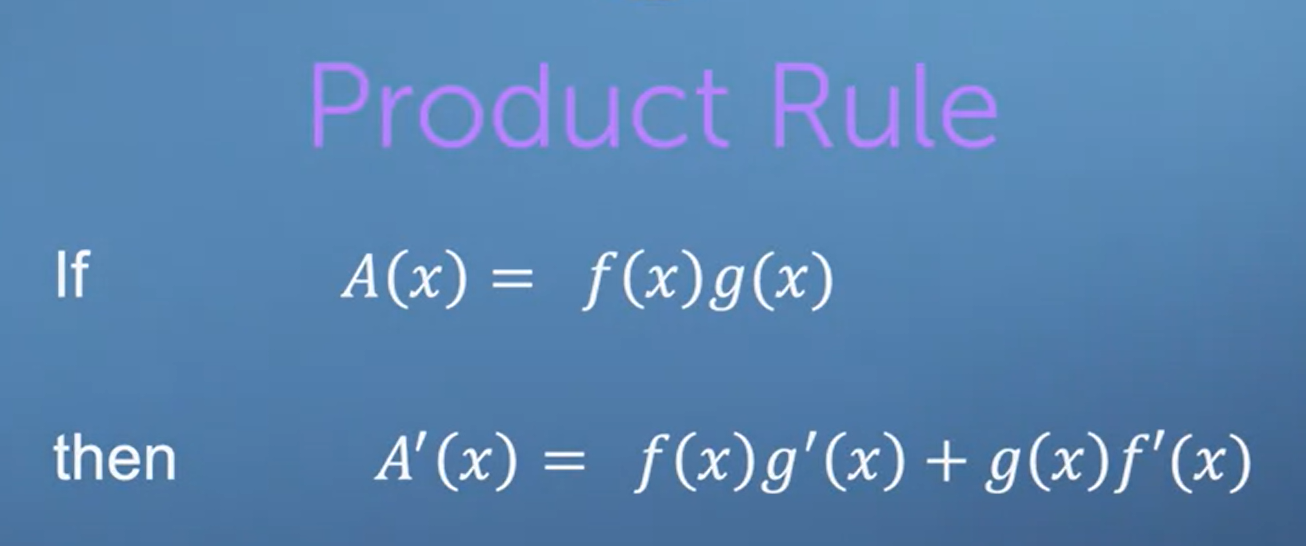 Product Rule
If A(x) = f(x)g(x)
then A′(x) = f(x)g′(x) + g(x)f′(x)